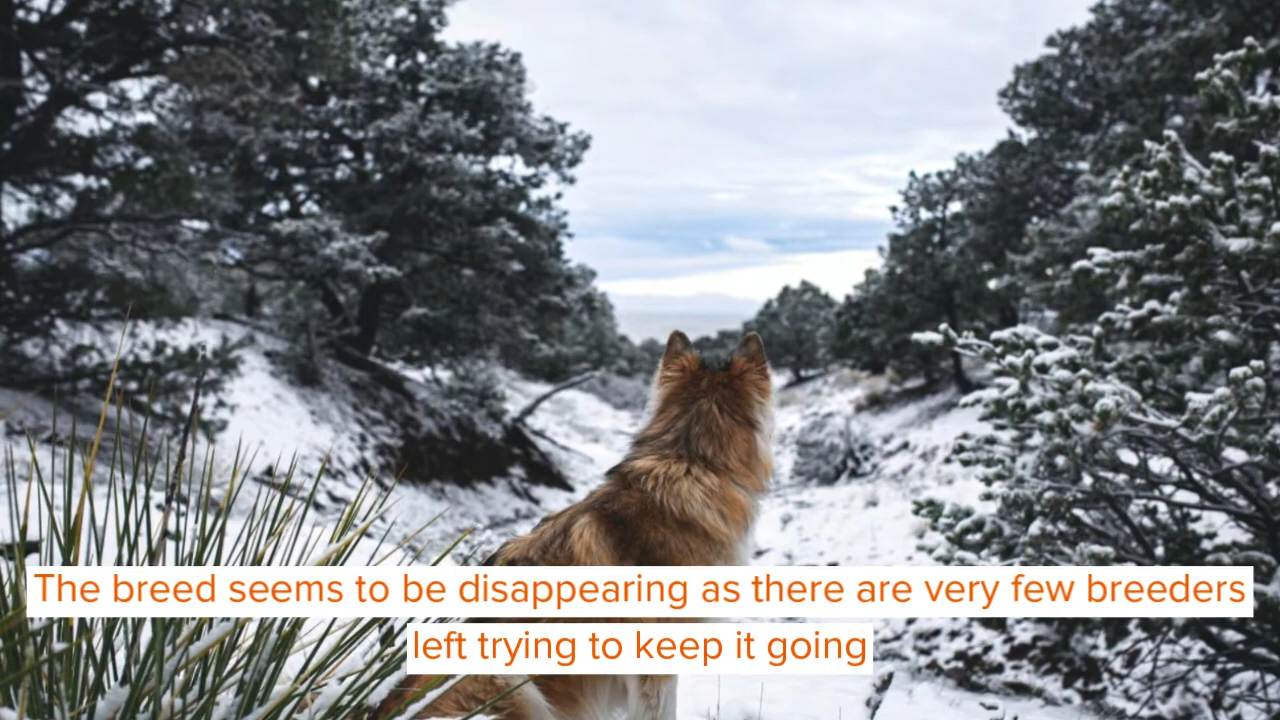 The breed seems to be disappearing as there are very few breeders
left trying to keep it going